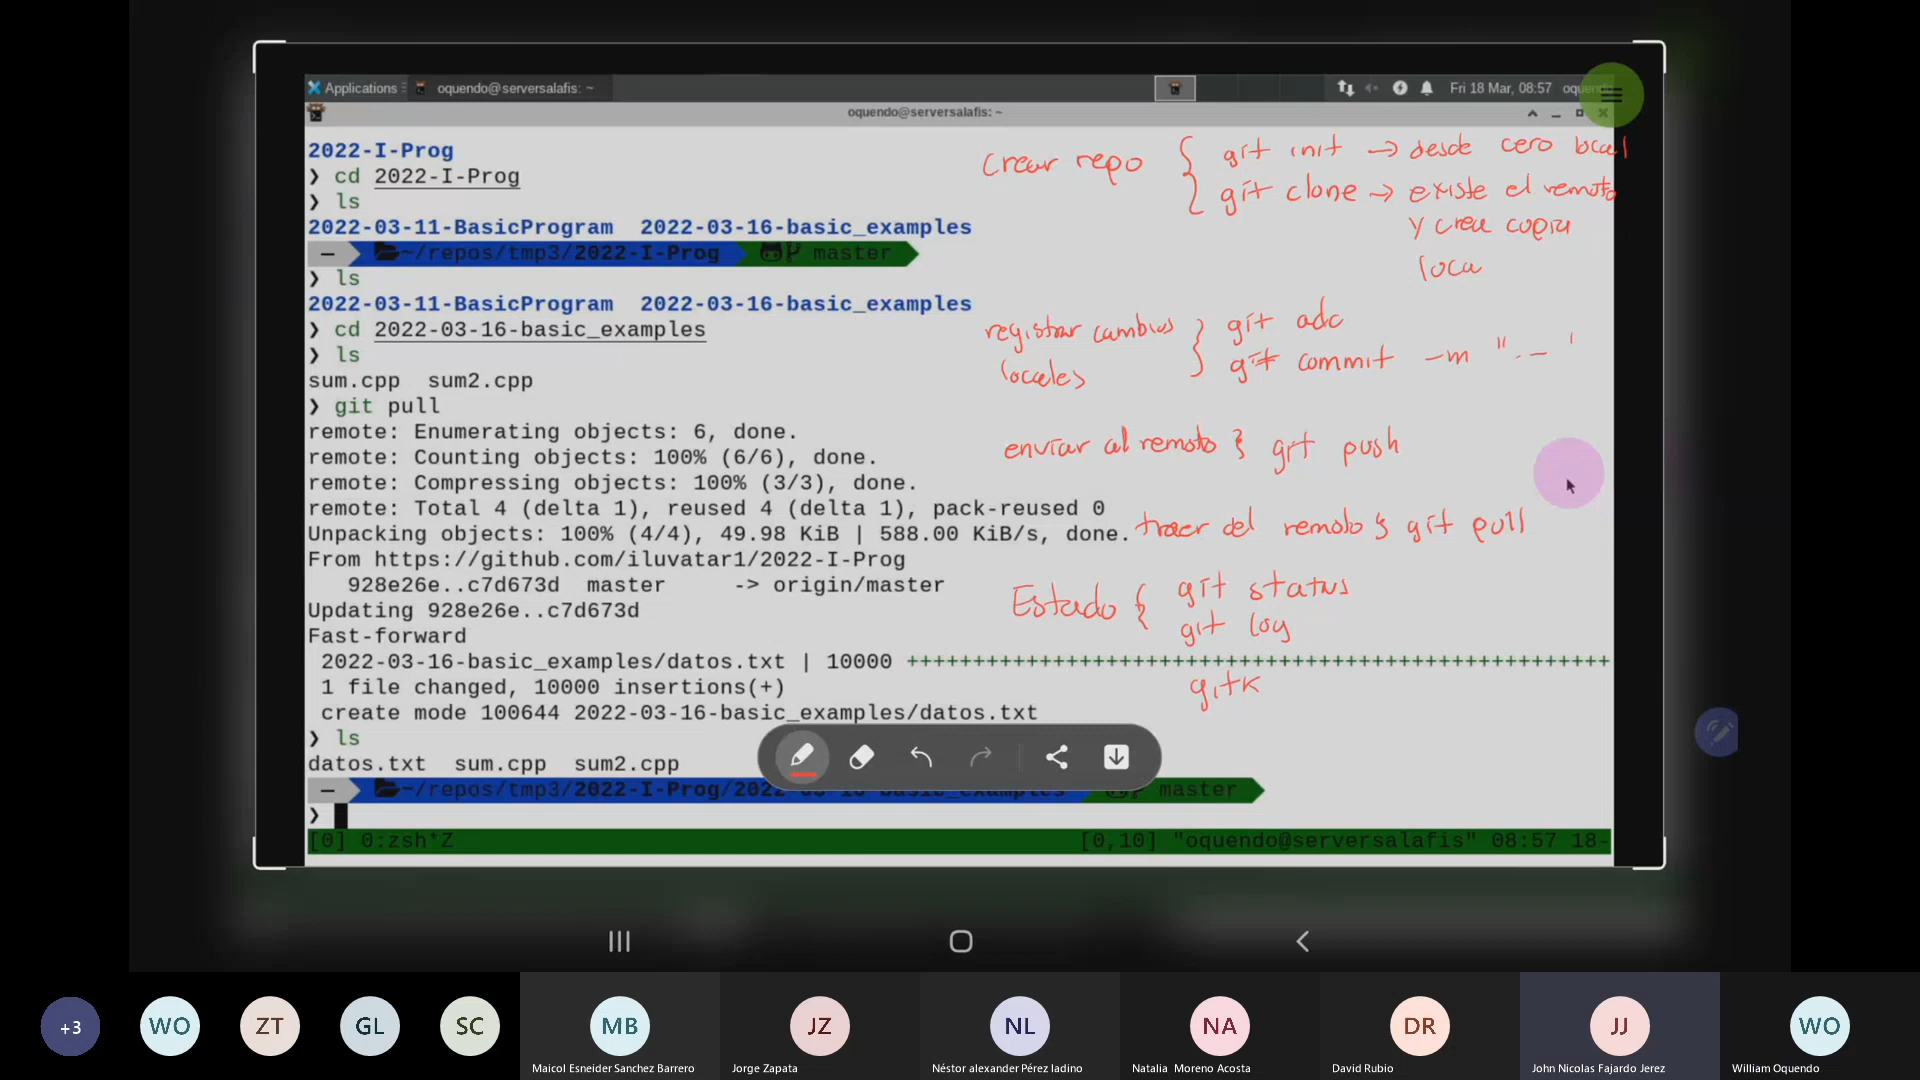 Applications
oquendo@serversalafis: ~
Fri 18 Mar, 08:57
oquendo@serversalafis: ~
2022-I-Prog
❯ cd 2022-I-Prog
❯ ls
2022-03-11-BasicProgram 2022-03-16-basic_examples
~/repos/tmp3/2022-I-Prog master
❯ ls
2022-03-11-BasicProgram 2022-03-16-basic_examples
❯ cd 2022-03-16-basic_examples
❯ ls
sum.cpp sum2.cpp
❯ git pull
remote: Enumerating objects: 6, done.
remote: Counting objects: 100% (6/6), done.
remote: Compressing objects: 100% (3/3), done.
remote: Total 4 (delta 1), reused 4 (delta 1), pack-reused 0
Unpacking objects: 100% (4/4), 49.98 KiB | 588.00 KiB/s, done.
From https://github.com/iluvatar1/2022-I-Prog
928e26e..c7d673d master -> origin/master
Updating 928e26e..c7d673d
Fast-forward
2022-03-16-basic_examples/datos.txt | 10000 +++++++++++++++++++++++++++++++++++++++++++++++++++++
1 file changed, 10000 insertions(+)
create mode 100644 2022-03-16-basic_examples/datos.txt
❯ ls
datos.txt sum.cpp sum2.cpp
~/repos/tmp3/2022-I-Prog/2022-03-16-basic_examples master
❯
[0] 0:zsh*Z
[0,10] "oquendo@serversalafis" 08:57 18-
Crear repo
git init → desde cero local
git clone → existe el remoto
y crea copia
loca
registrar cambios
locales
git add
git commit -m
enviar al remoto } git push
traer del remoto } git pull
Estado { git status
git log
gitk
+3
WO
ZT
GL
SC
MB
Maicol Esneider Sanchez Barrero
JZ
Jorge Zapata
NL
Néstor alexander Pérez ladino
NA
Natalia Moreno Acosta
DR
David Rubio
JJ
John Nicolas Fajardo Jerez
WO
William Oquendo